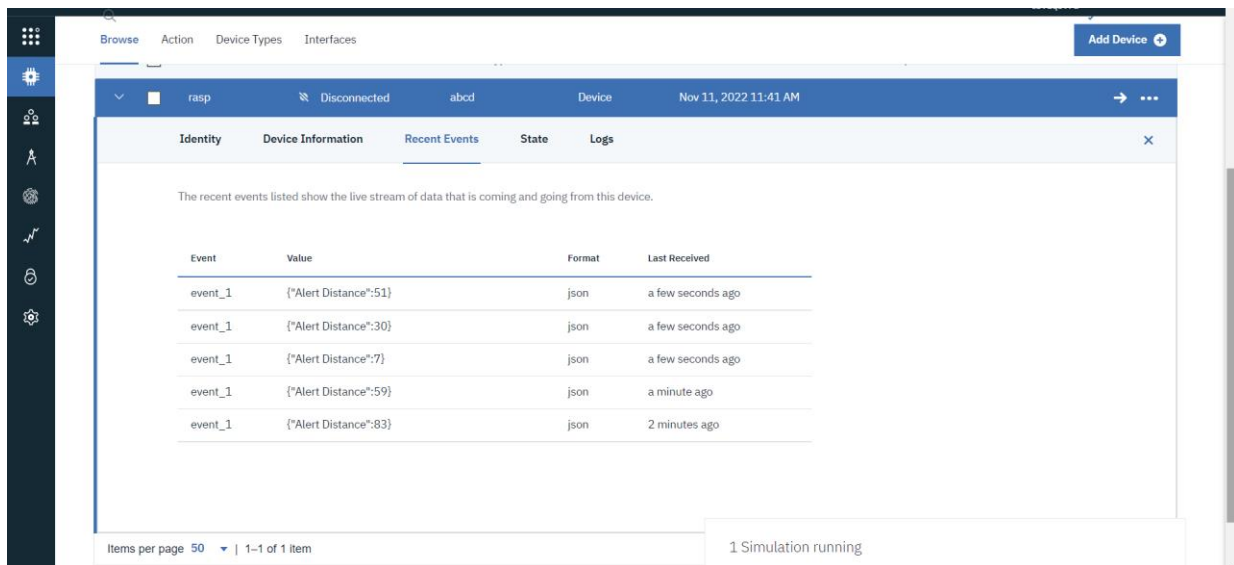 Browse Action Device Types Interfaces
Add Device
rasp Disconnected abcd Device Nov 11, 2022 11:41 AM
Identity Device Information Recent Events State Logs
The recent events listed show the live stream of data that is coming and going from this device.
Event Value Format Last Received
event_1 {"Alert Distance":51} json a few seconds ago
event_1 {"Alert Distance":30} json a few seconds ago
event_1 {"Alert Distance":7} json a few seconds ago
event_1 {"Alert Distance":59} json a minute ago
event_1 {"Alert Distance":83} json 2 minutes ago
Items per page 50 | 1–1 of 1 item
1 Simulation running